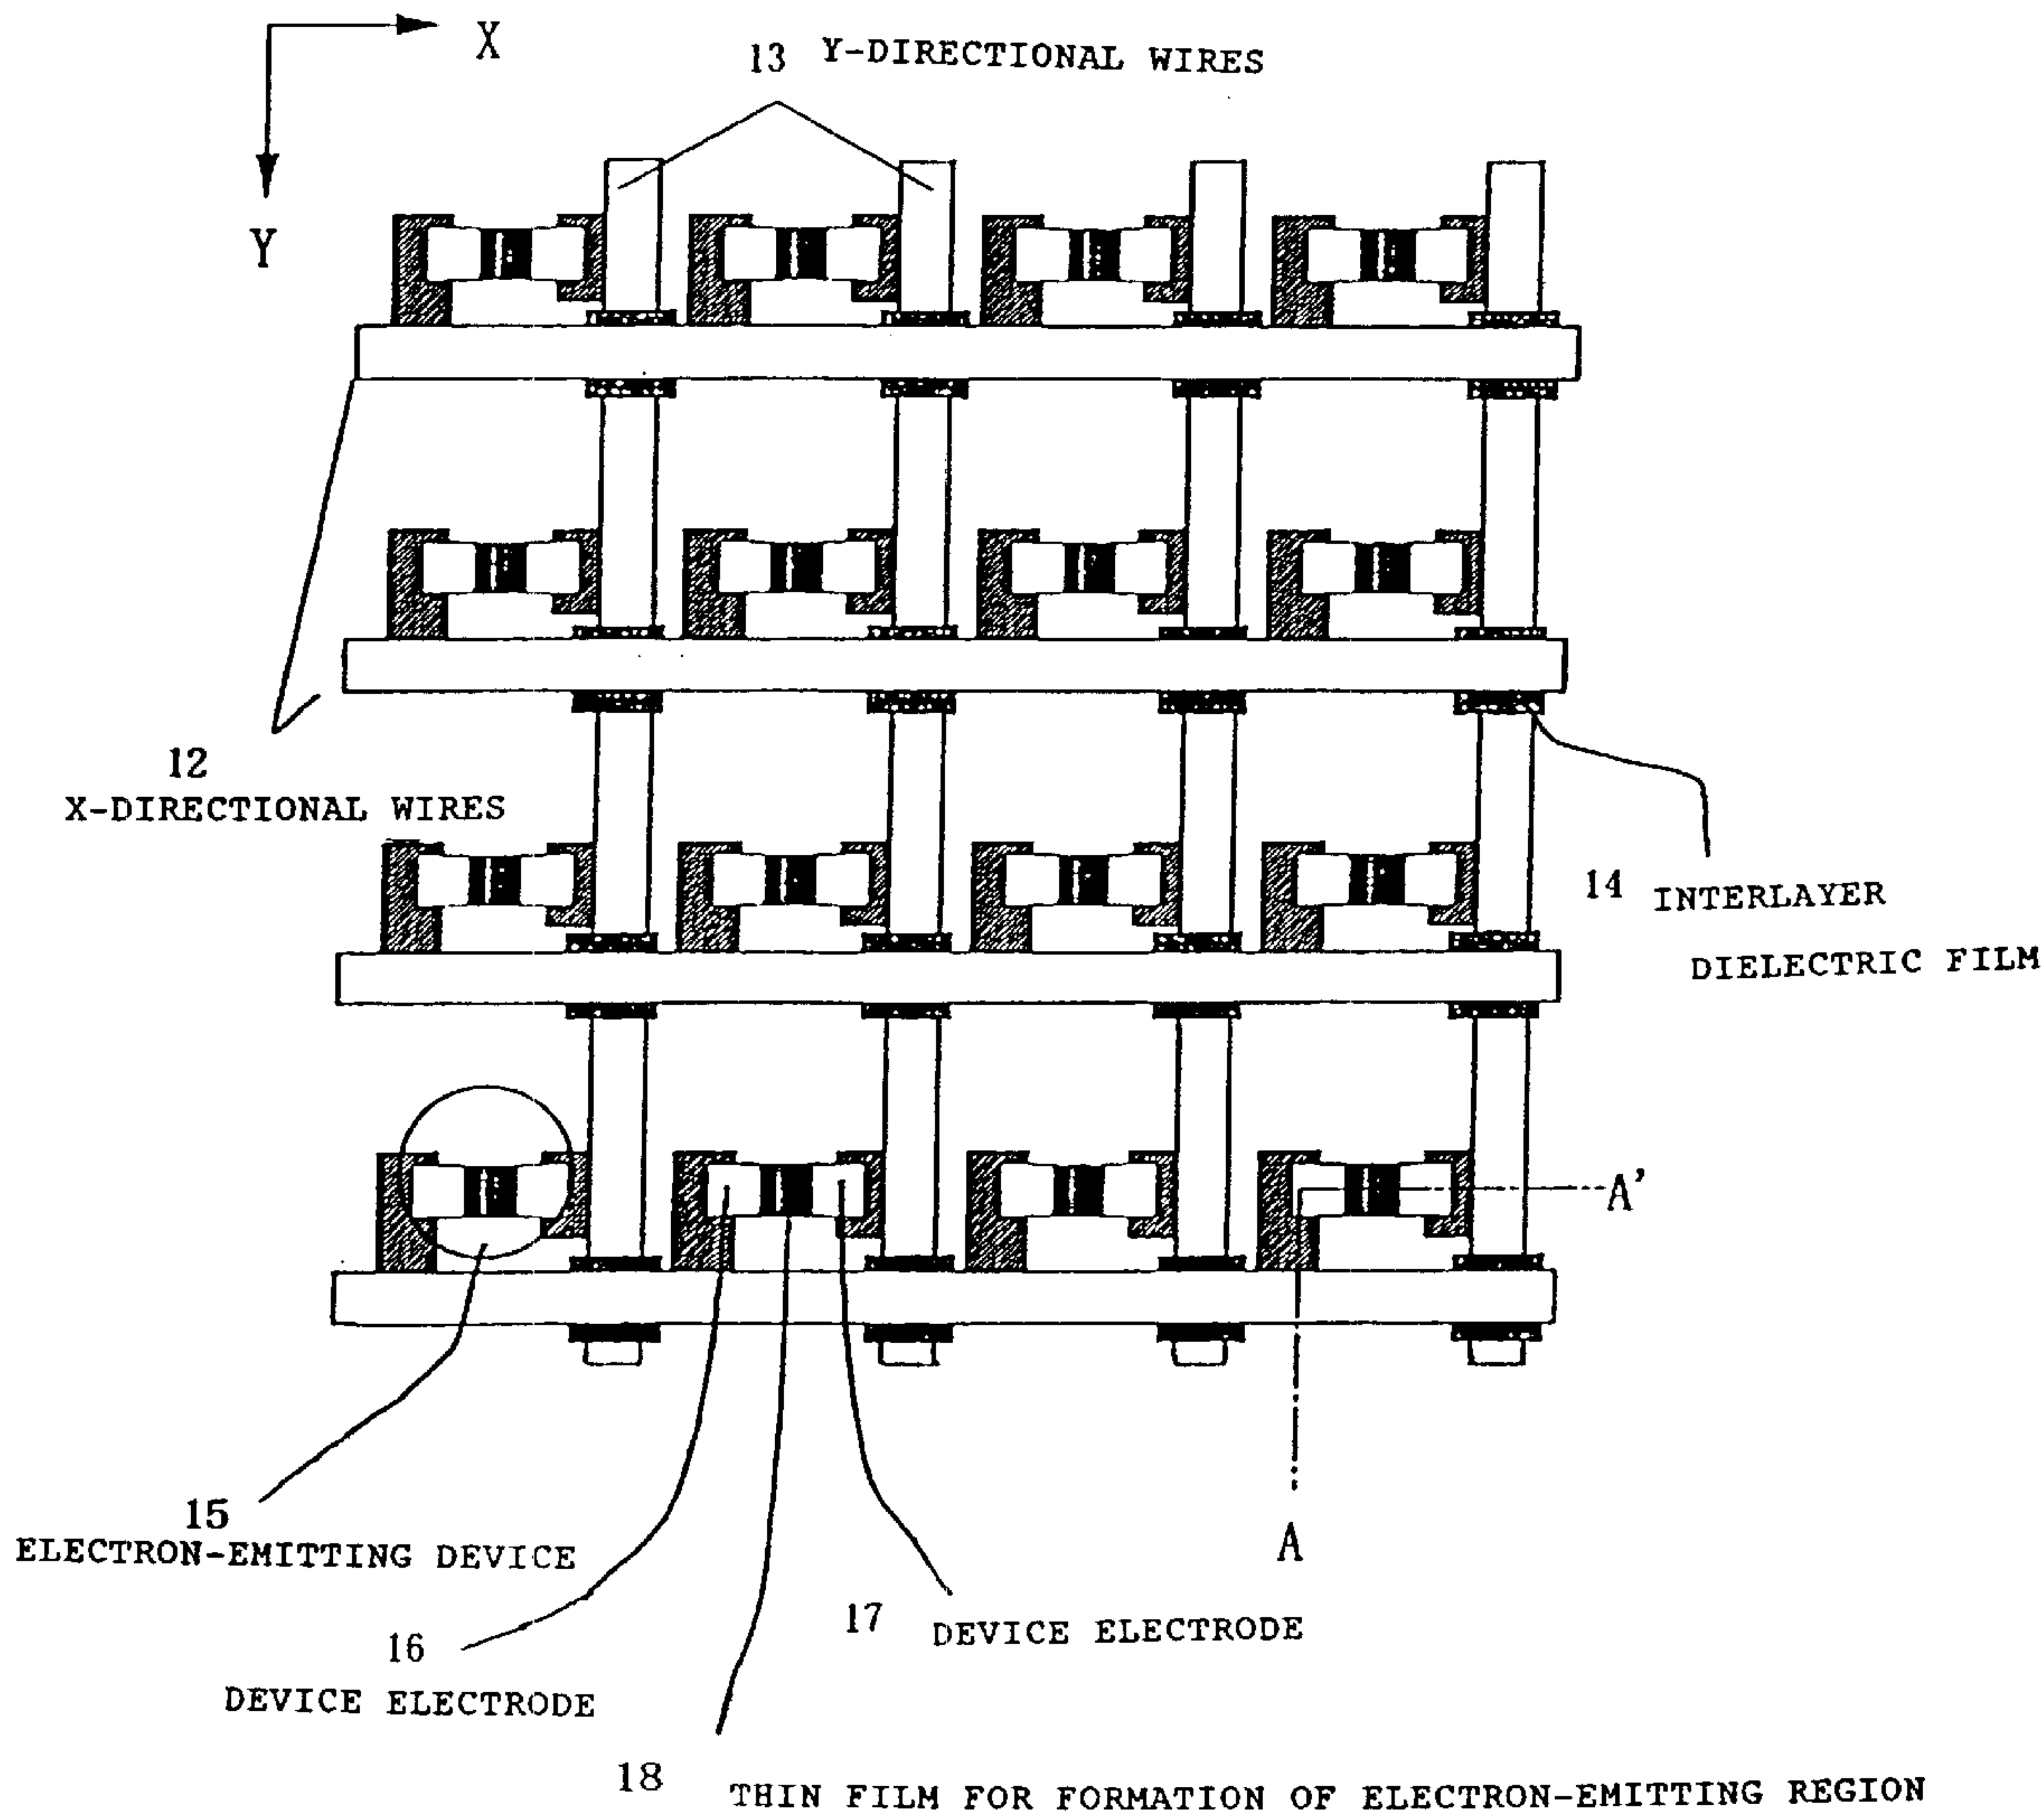 X
13 Y-DIRECTIONAL WIRES
Y
12
X-DIRECTIONAL WIRES
14 INTERLAYER
DIELECTRIC FILM
A'
15
ELECTRON-EMITTING DEVICE
A
17 DEVICE ELECTRODE
16
DEVICE ELECTRODE
18 THIN FILM FOR FORMATION OF ELECTRON-EMITTING REGION